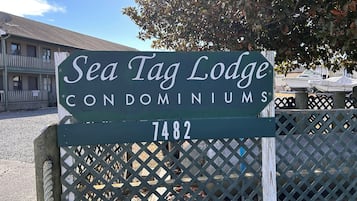 Sea Tag Lodge
CONDOMINIUMS
7482